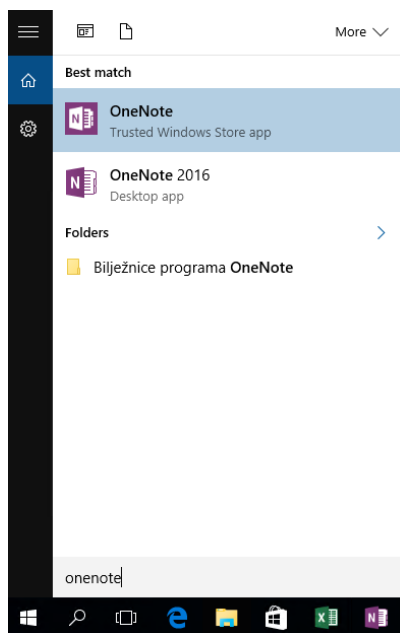 More
Best match
OneNote
Trusted Windows Store app
OneNote 2016
Desktop app
Folders
Bilježnice programa OneNote
onenote